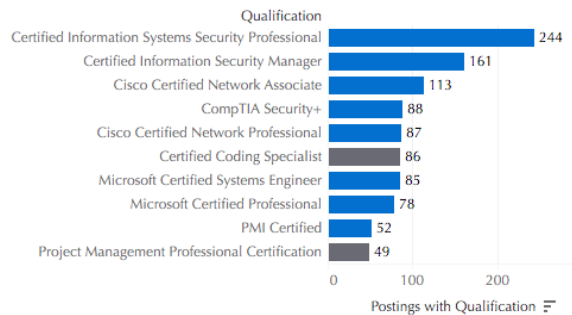 Qualification
Certified Information Systems Security Professional 244
Certified Information Security Manager 161
Cisco Certified Network Associate 113
CompTIA Security+ 88
Cisco Certified Network Professional 87
Certified Coding Specialist 86
Microsoft Certified Systems Engineer 85
Microsoft Certified Professional 78
PMI Certified 52
Project Management Professional Certification 49
0 100 200
Postings with Qualification